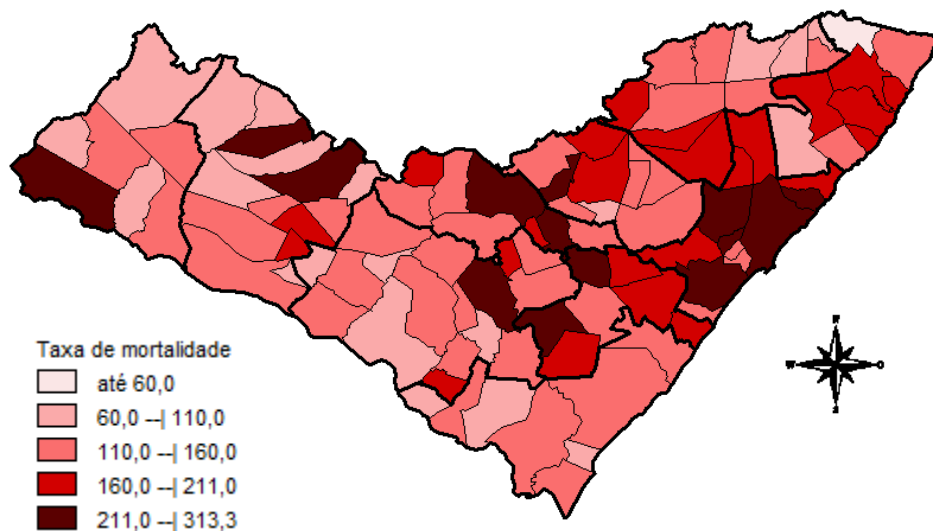 Taxa de mortalidade
até 60,0
60,0 --| 110,0
110,0 --| 160,0
160,0 --| 211,0
211,0 --| 313,3
N
W
O
S